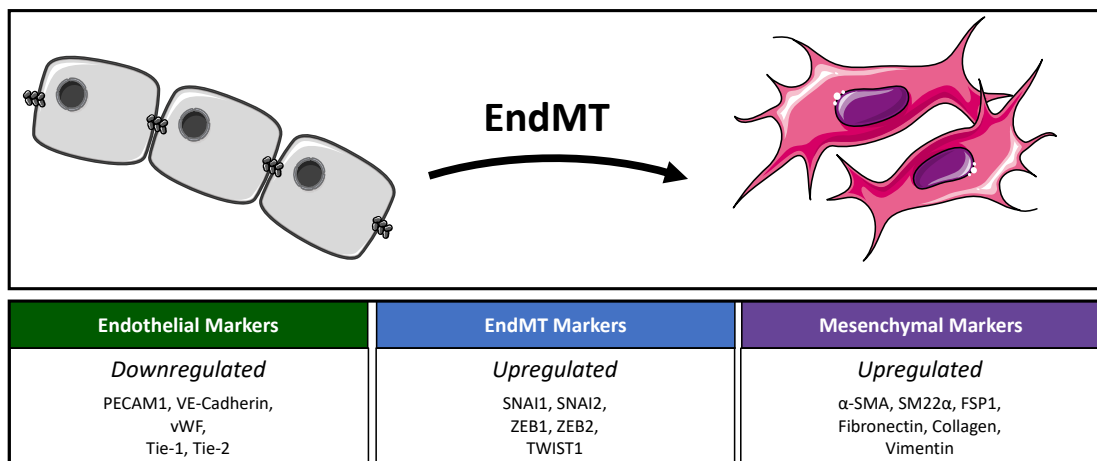 EndMT
Endothelial Markers
Downregulated
PECAM1, VE-Cadherin,
vWF,
Tie-1, Tie-2
EndMT Markers
Upregulated
SNAI1, SNAI2,
ZEB1, ZEB2,
TWIST1
Mesenchymal Markers
Upregulated
α-SMA, SM22α, FSP1,
Fibronectin, Collagen,
Vimentin